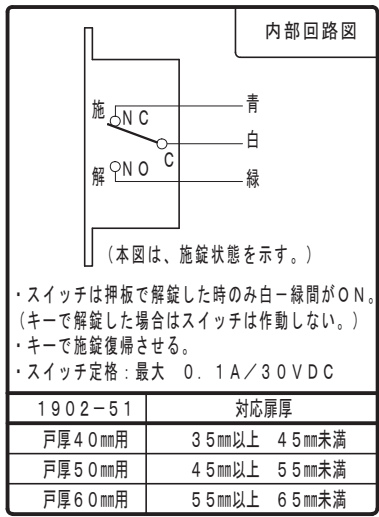 内部回路図
施
NC
青
白
C
解
NO
緑
(本図は、施錠状態を示す。)
・スイッチは押板で解錠した時のみ白－緑間がON。
(キーで解錠した場合はスイッチは作動しない。)
・キーで施錠復帰させる。
・スイッチ定格：最大　0．1A／30VDC
1902－51　対応扉厚
戸厚40㎜用　35㎜以上　45㎜未満
戸厚50㎜用　45㎜以上　55㎜未満
戸厚60㎜用　55㎜以上　65㎜未満